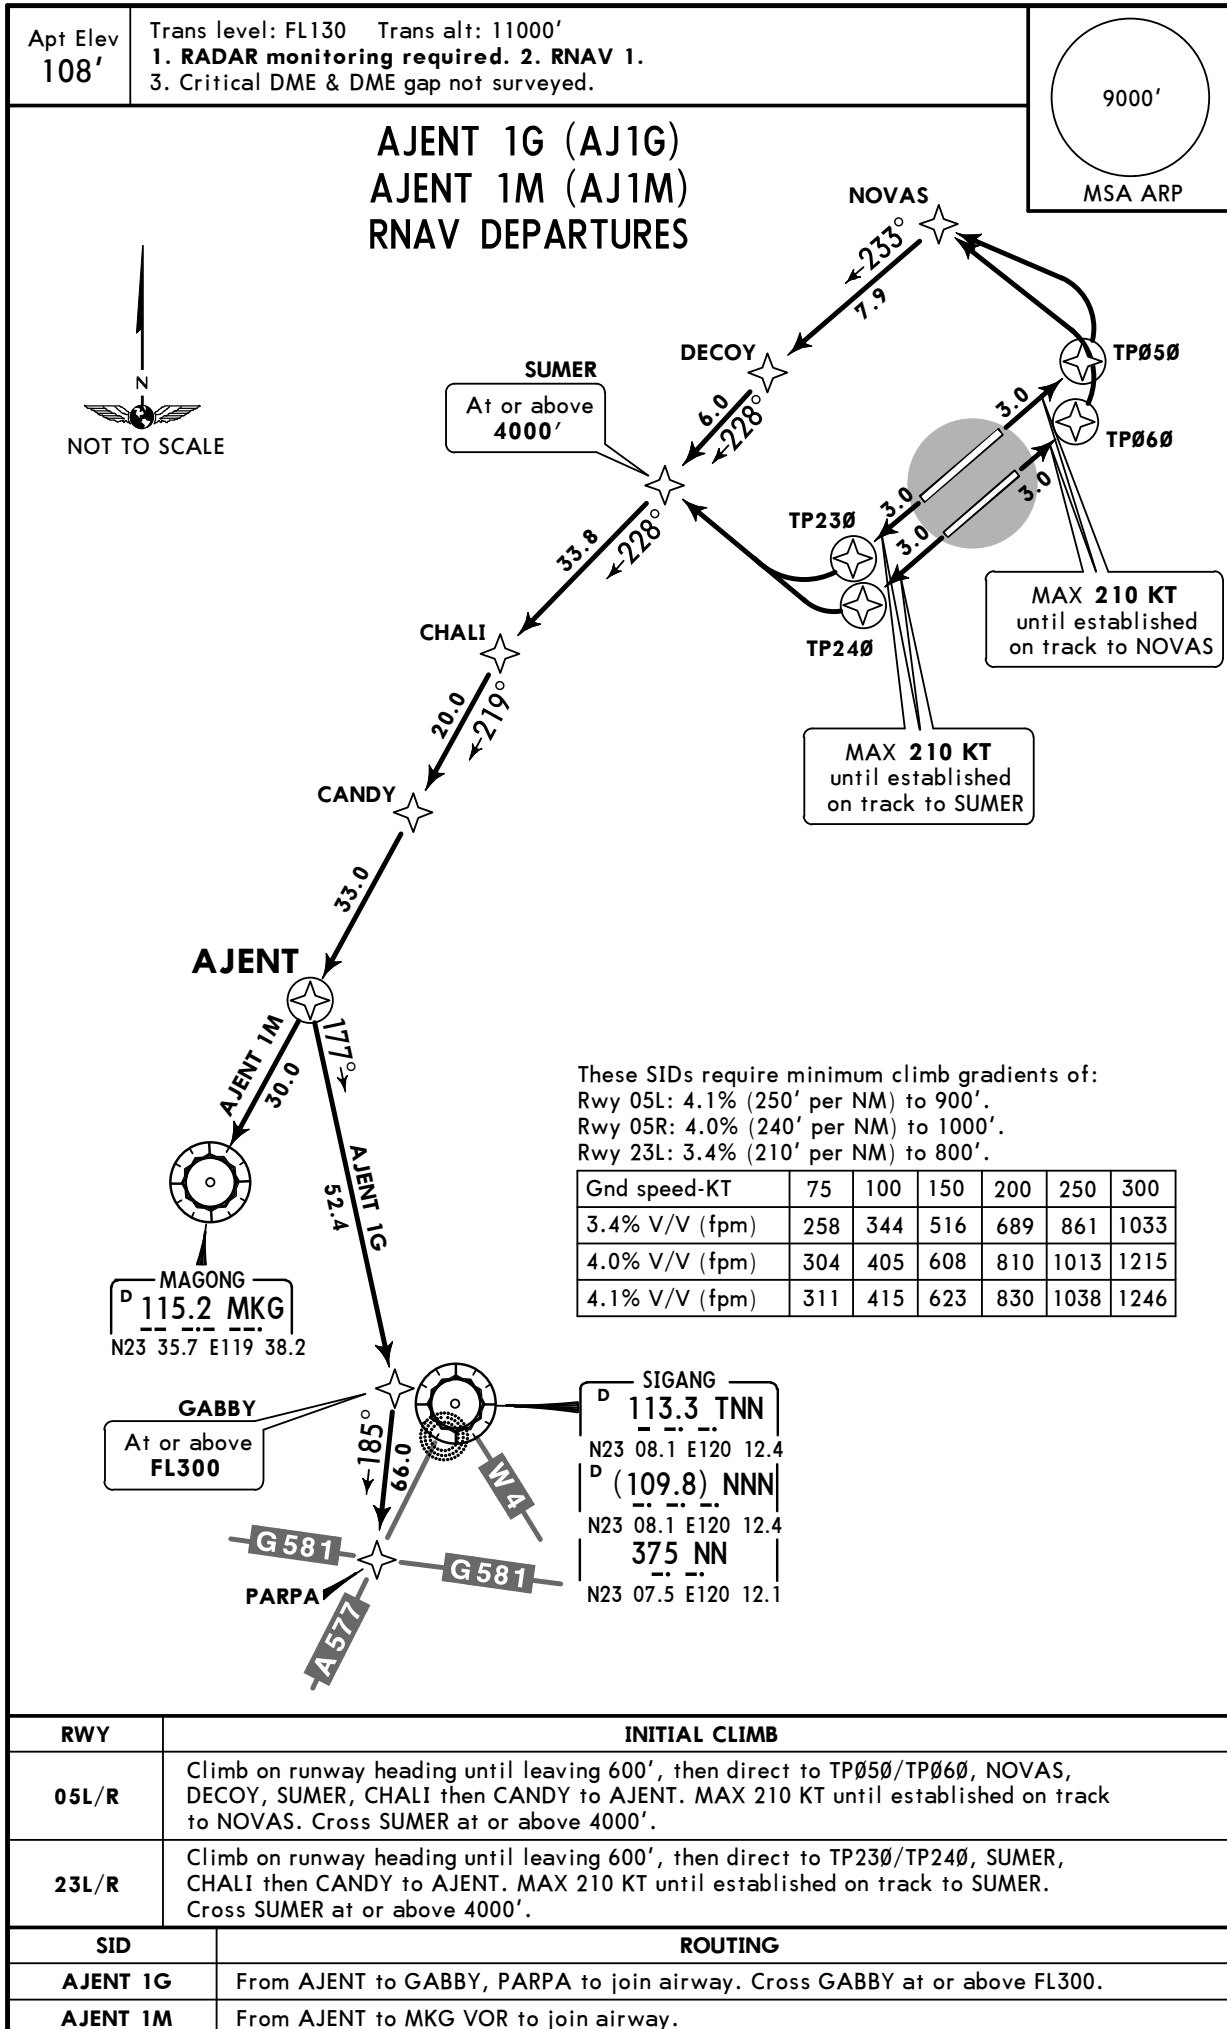 Apt Elev
108'
Trans level: FL130 Trans alt: 11000'
1. RADAR monitoring required. 2. RNAV 1.
3. Critical DME & DME gap not surveyed.
9000'
MSA ARP
AJENT 1G (AJ1G)
AJENT 1M (AJ1M)
RNAV DEPARTURES
N
NOT TO SCALE
NOVAS
233°
7.9
DECOY
SUMER
At or above
4000'
6.0
228°
TPØ5Ø
3.0
TPØ6Ø
3.0
3.0
TP23Ø
3.0
TP24Ø
MAX 210 KT
until established
on track to NOVAS
MAX 210 KT
until established
on track to SUMER
33.8
228°
CHALI
20.0
219°
CANDY
33.0
AJENT
AJENT 1M
30.0
177°
AJENT 1G
52.4
MAGONG
D 115.2 MKG
N23 35.7 E119 38.2
These SIDs require minimum climb gradients of:
Rwy 05L: 4.1% (250' per NM) to 900'.
Rwy 05R: 4.0% (240' per NM) to 1000'.
Rwy 23L: 3.4% (210' per NM) to 800'.
Gnd speed-KT 75 100 150 200 250 300
3.4% V/V (fpm) 258 344 516 689 861 1033
4.0% V/V (fpm) 304 405 608 810 1013 1215
4.1% V/V (fpm) 311 415 623 830 1038 1246
GABBY
At or above
FL300
185°
66.0
SIGANG
D 113.3 TNN
N23 08.1 E120 12.4
D (109.8) NNN
N23 08.1 E120 12.4
375 NN
N23 07.5 E120 12.1
W4
G581
G581
PARPA
A577
RWY INITIAL CLIMB
05L/R
Climb on runway heading until leaving 600', then direct to TPØ5Ø/TPØ6Ø, NOVAS,
DECOY, SUMER, CHALI then CANDY to AJENT. MAX 210 KT until established on track
to NOVAS. Cross SUMER at or above 4000'.
23L/R
Climb on runway heading until leaving 600', then direct to TP23Ø/TP24Ø, SUMER,
CHALI then CANDY to AJENT. MAX 210 KT until established on track to SUMER.
Cross SUMER at or above 4000'.
SID ROUTING
AJENT 1G From AJENT to GABBY, PARPA to join airway. Cross GABBY at or above FL300.
AJENT 1M From AJENT to MKG VOR to join airway.